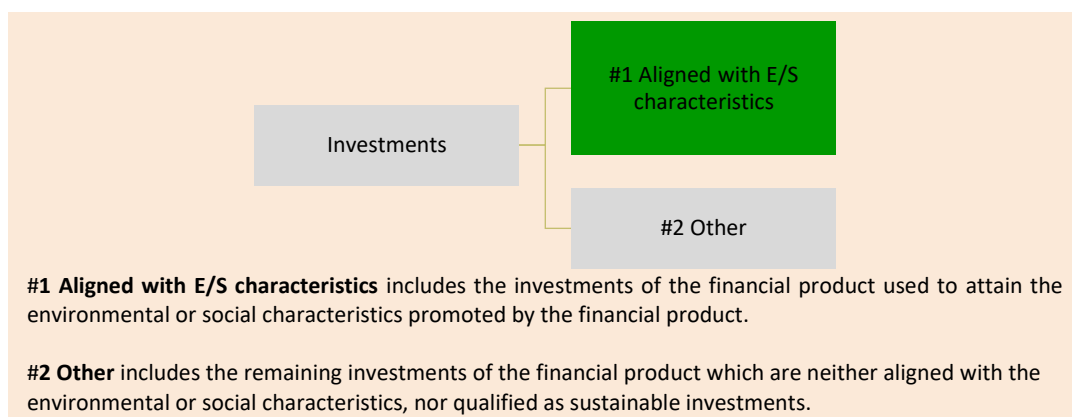 #1 Aligned with E/S
characteristics
Investments
#2 Other
#1 Aligned with E/S characteristics includes the investments of the financial product used to attain the
environmental or social characteristics promoted by the financial product.
#2 Other includes the remaining investments of the financial product which are neither aligned with the
environmental or social characteristics, nor qualified as sustainable investments.